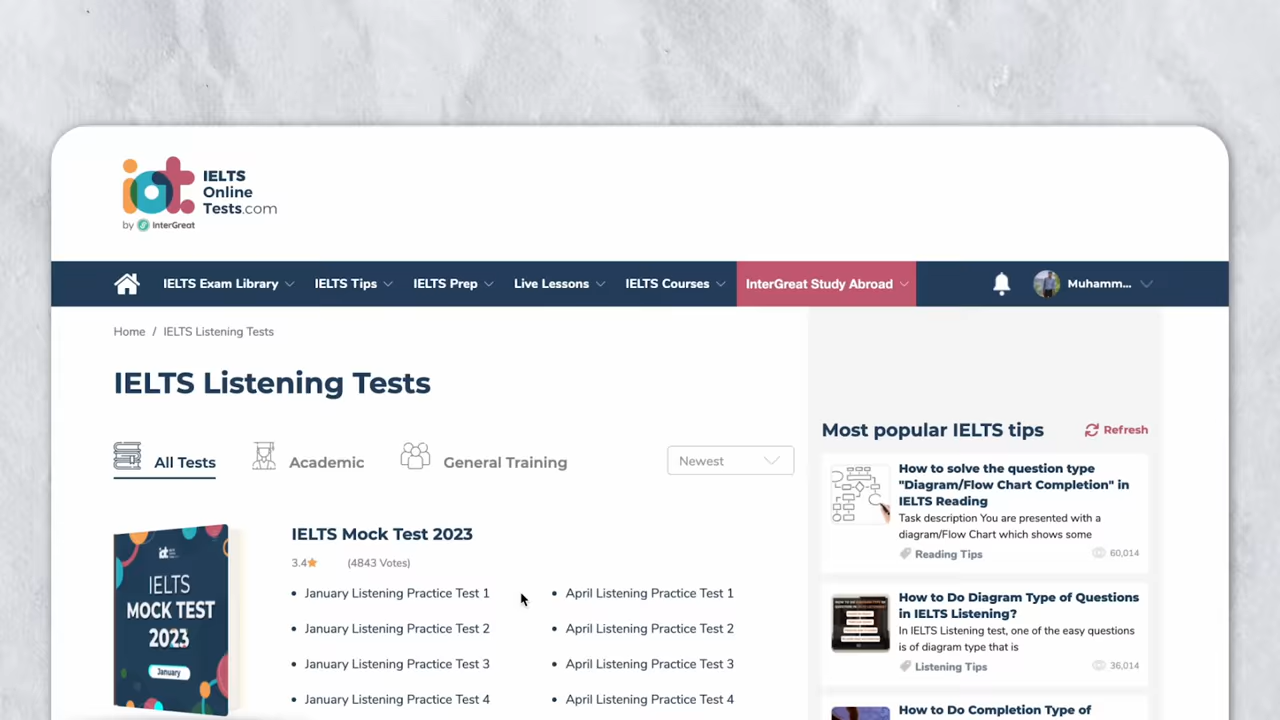 iot
IELTS
Online
Tests.com
by InterGreat
IELTS Exam Library
IELTS Tips
IELTS Prep
Live Lessons
IELTS Courses
InterGreat Study Abroad
Muhamm...
Home / IELTS Listening Tests
IELTS Listening Tests
All Tests
Academic
General Training
Newest
IELTS
MOCK TEST
2023
January
IELTS Mock Test 2023
3.4 (4843 Votes)
January Listening Practice Test 1
January Listening Practice Test 2
January Listening Practice Test 3
January Listening Practice Test 4
April Listening Practice Test 1
April Listening Practice Test 2
April Listening Practice Test 3
April Listening Practice Test 4
Most popular IELTS tips
Refresh
How to solve the question type
"Diagram/Flow Chart Completion" in
IELTS Reading
Task description You are presented with a
diagram/Flow Chart which shows some
Reading Tips
60,014
How to Do Diagram Type of Questions
in IELTS Listening?
In IELTS Listening test, one of the easy questions
is of diagram type that is
Listening Tips
36,014
How to Do Completion Type of